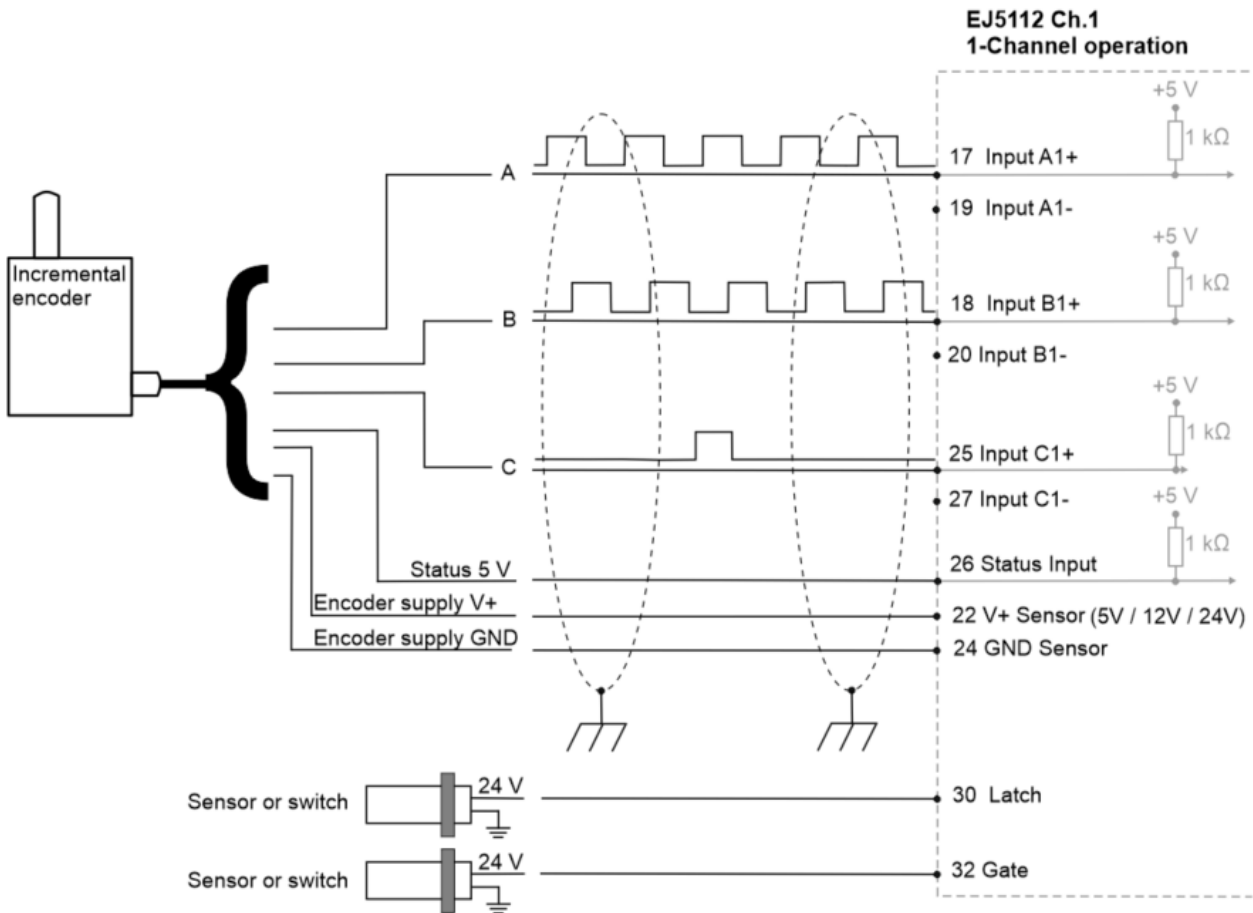 EJ5112 Ch.1
1-Channel operation
+5 V
1 kΩ
A
17 Input A1+
19 Input A1-
Incremental
encoder
+5 V
1 kΩ
B
18 Input B1+
20 Input B1-
+5 V
1 kΩ
C
25 Input C1+
27 Input C1-
+5 V
1 kΩ
Status 5 V
26 Status Input
Encoder supply V+
22 V+ Sensor (5V / 12V / 24V)
Encoder supply GND
24 GND Sensor
Sensor or switch
24 V
30 Latch
Sensor or switch
24 V
32 Gate